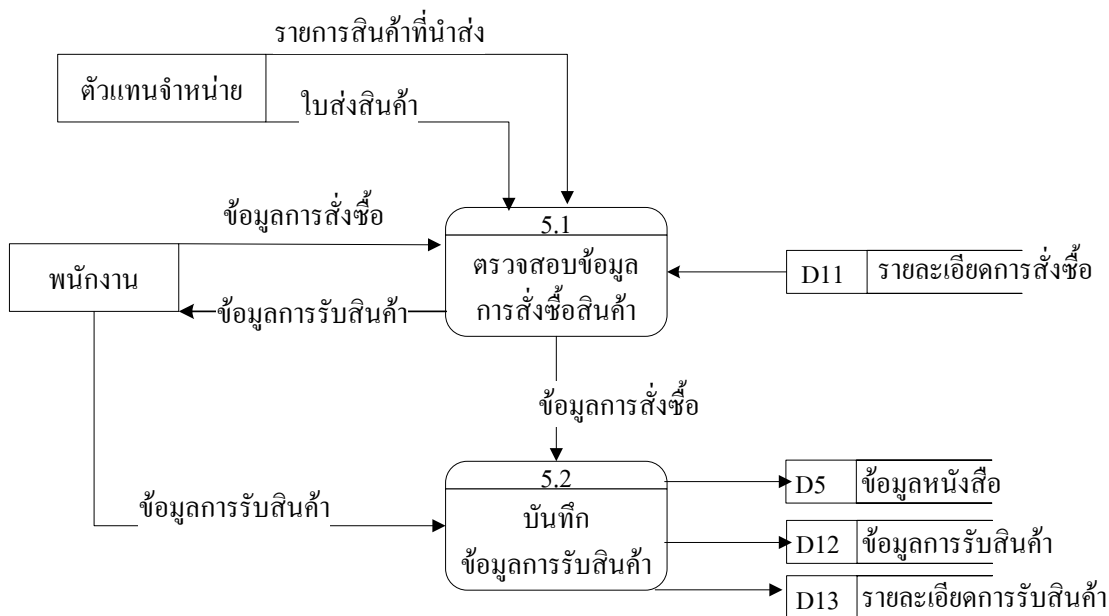 รายการสินค้าที่นำส่ง
ตัวแทนจำหน่าย
ใบส่งสินค้า
ข้อมูลการสั่งซื้อ
5.1
พนักงาน
ตรวจสอบข้อมูล
การสั่งซื้อสินค้า
D11 รายละเอียดการสั่งซื้อ
ข้อมูลการรับสินค้า
ข้อมูลการสั่งซื้อ
5.2
D5 ข้อมูลหนังสือ
ข้อมูลการรับสินค้า
บันทึก
ข้อมูลการรับสินค้า
D12 ข้อมูลการรับสินค้า
D13 รายละเอียดการรับสินค้า